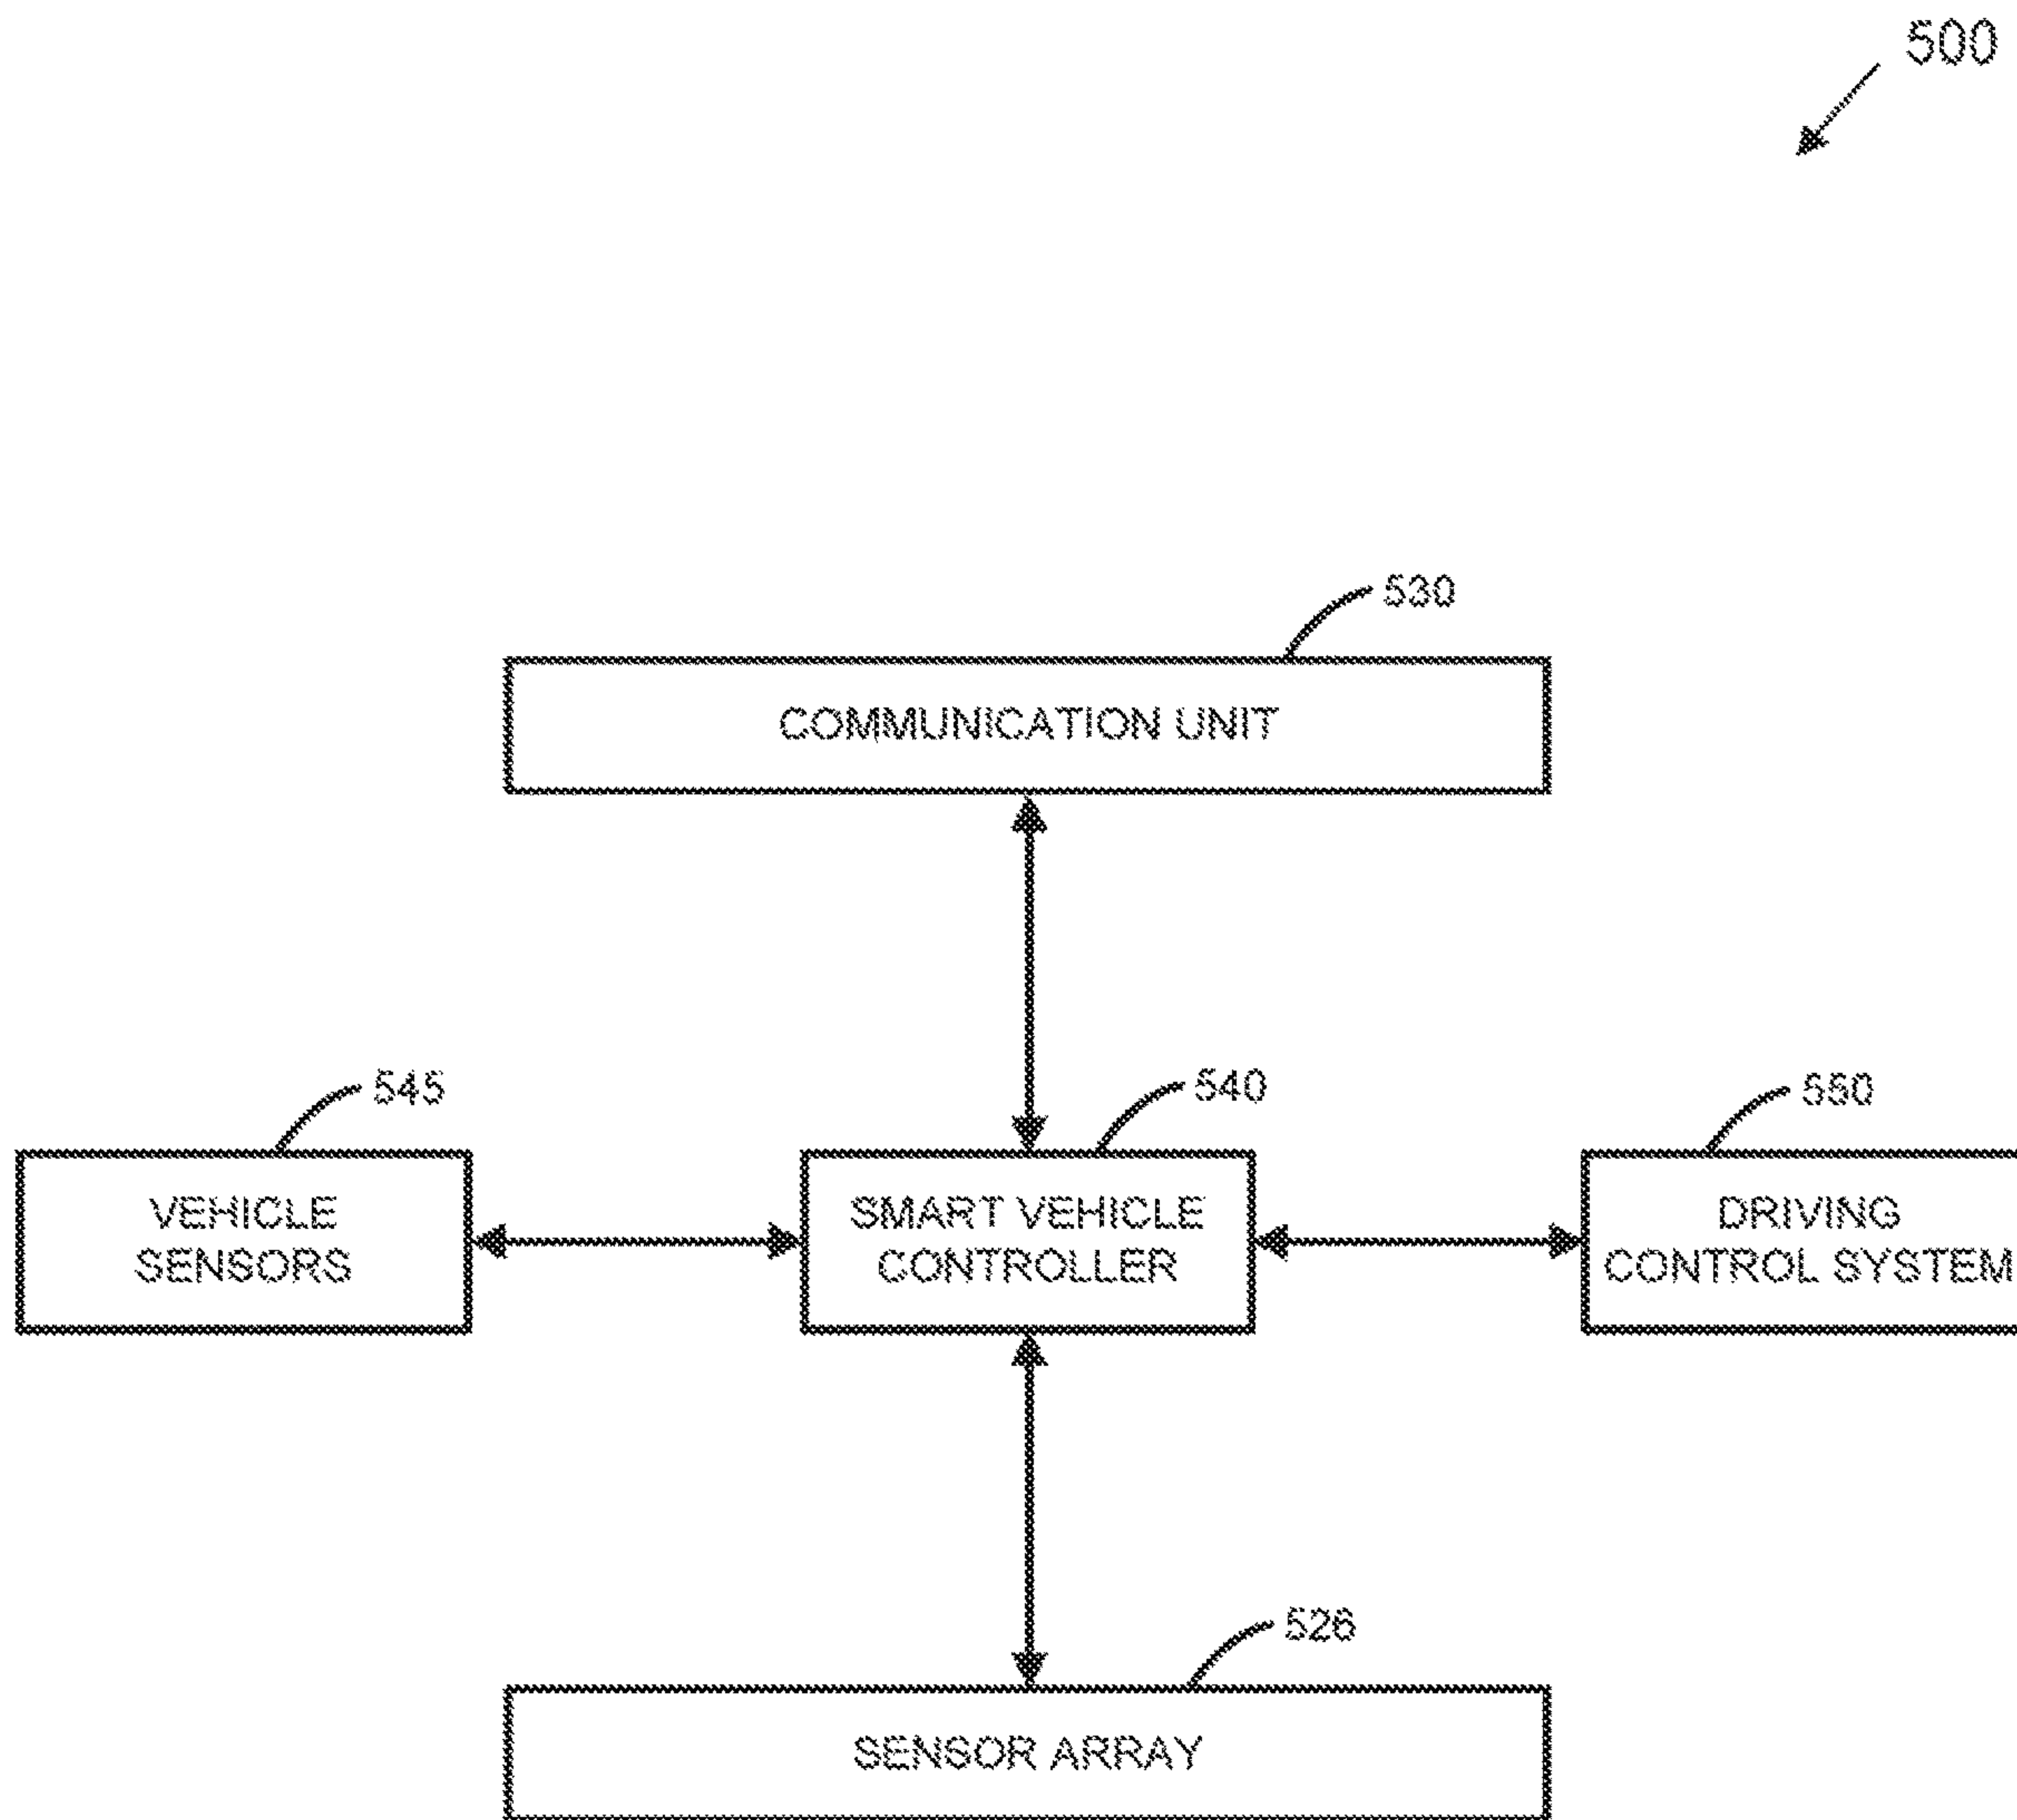 500
530
COMMUNICATION UNIT
545
540
550
VEHICLE
SENSORS
SMART VEHICLE
CONTROLLER
DRIVING
CONTROL SYSTEM
526
SENSOR ARRAY